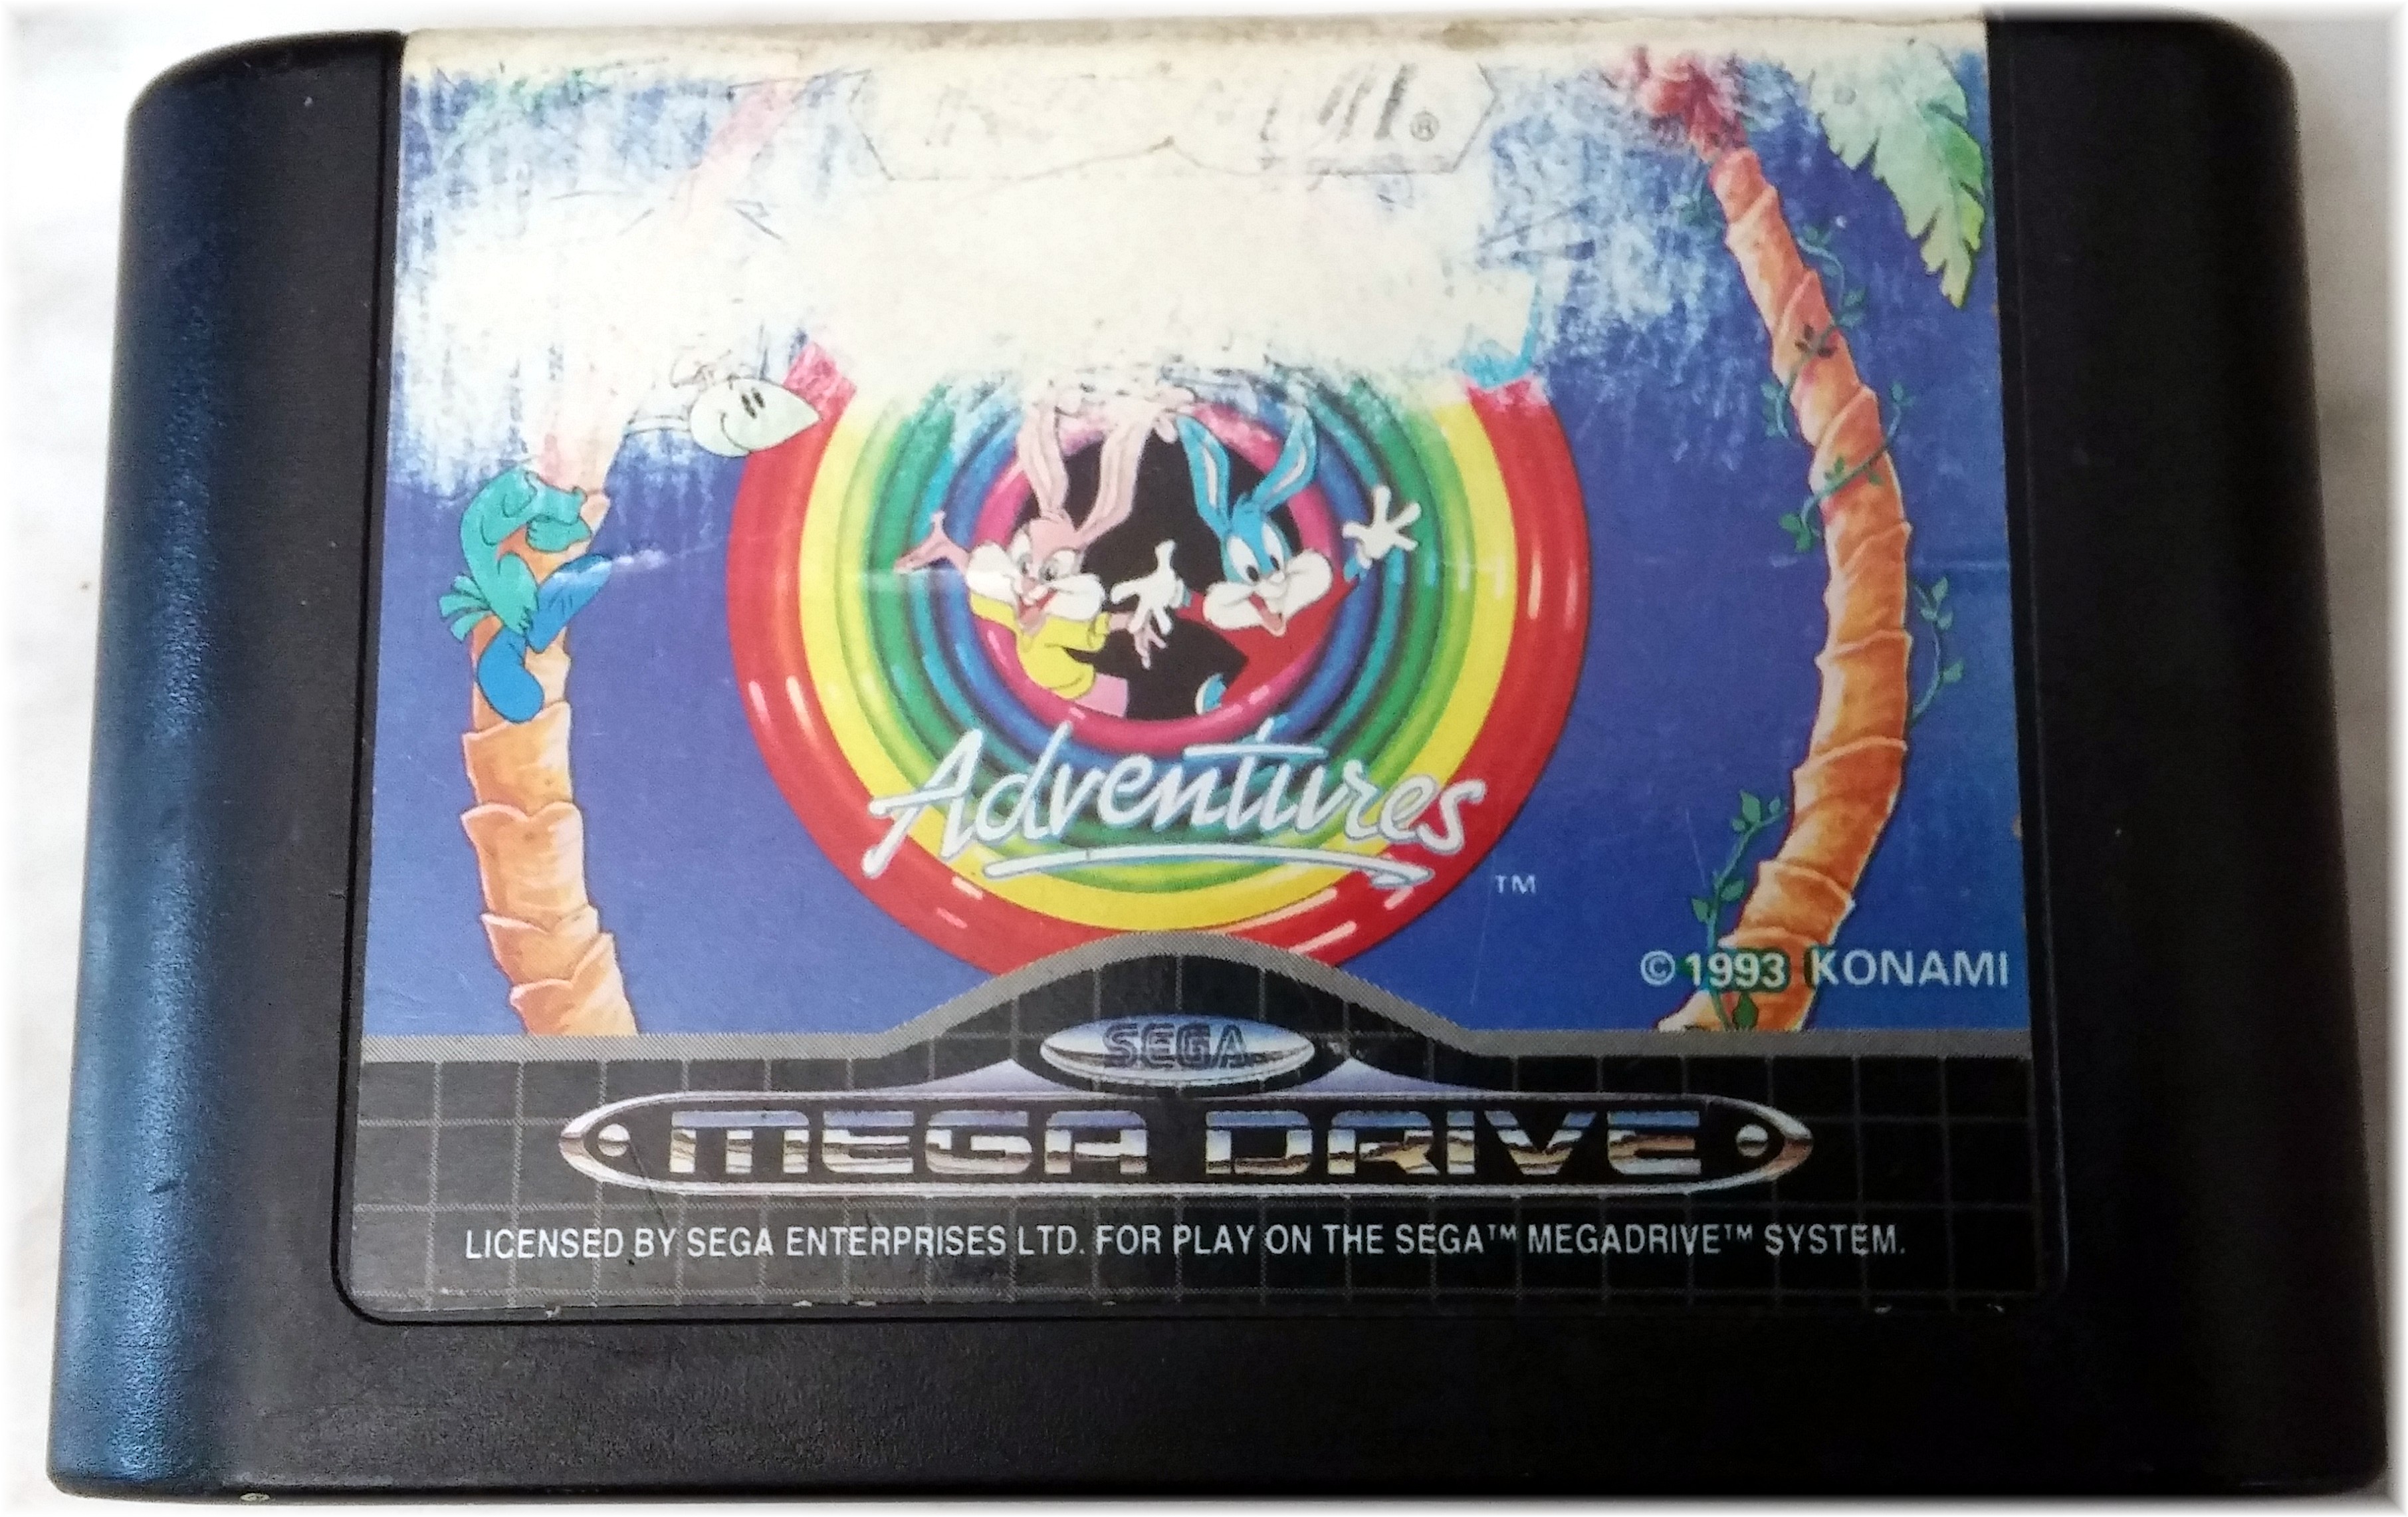 ®
Adventures
™
©1993 KONAMI
SEGA
MEGA DRIVE
LICENSED BY SEGA ENTERPRISES LTD. FOR PLAY ON THE SEGA™ MEGADRIVE™ SYSTEM.